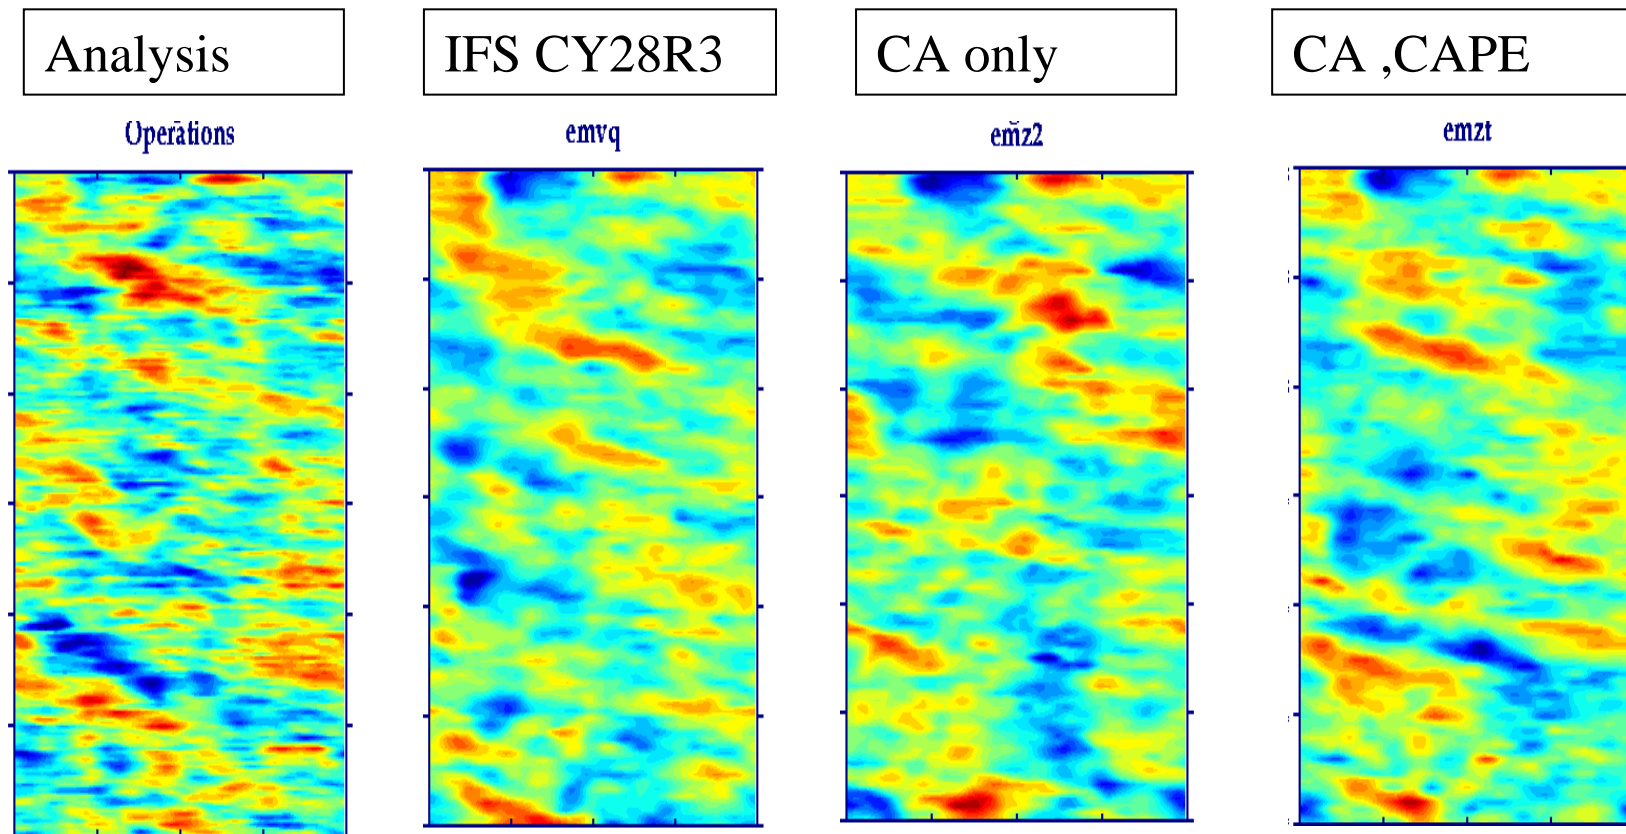 Analysis
IFS CY28R3
CA only
CA ,CAPE
Operations
emvq
emz2
emzt